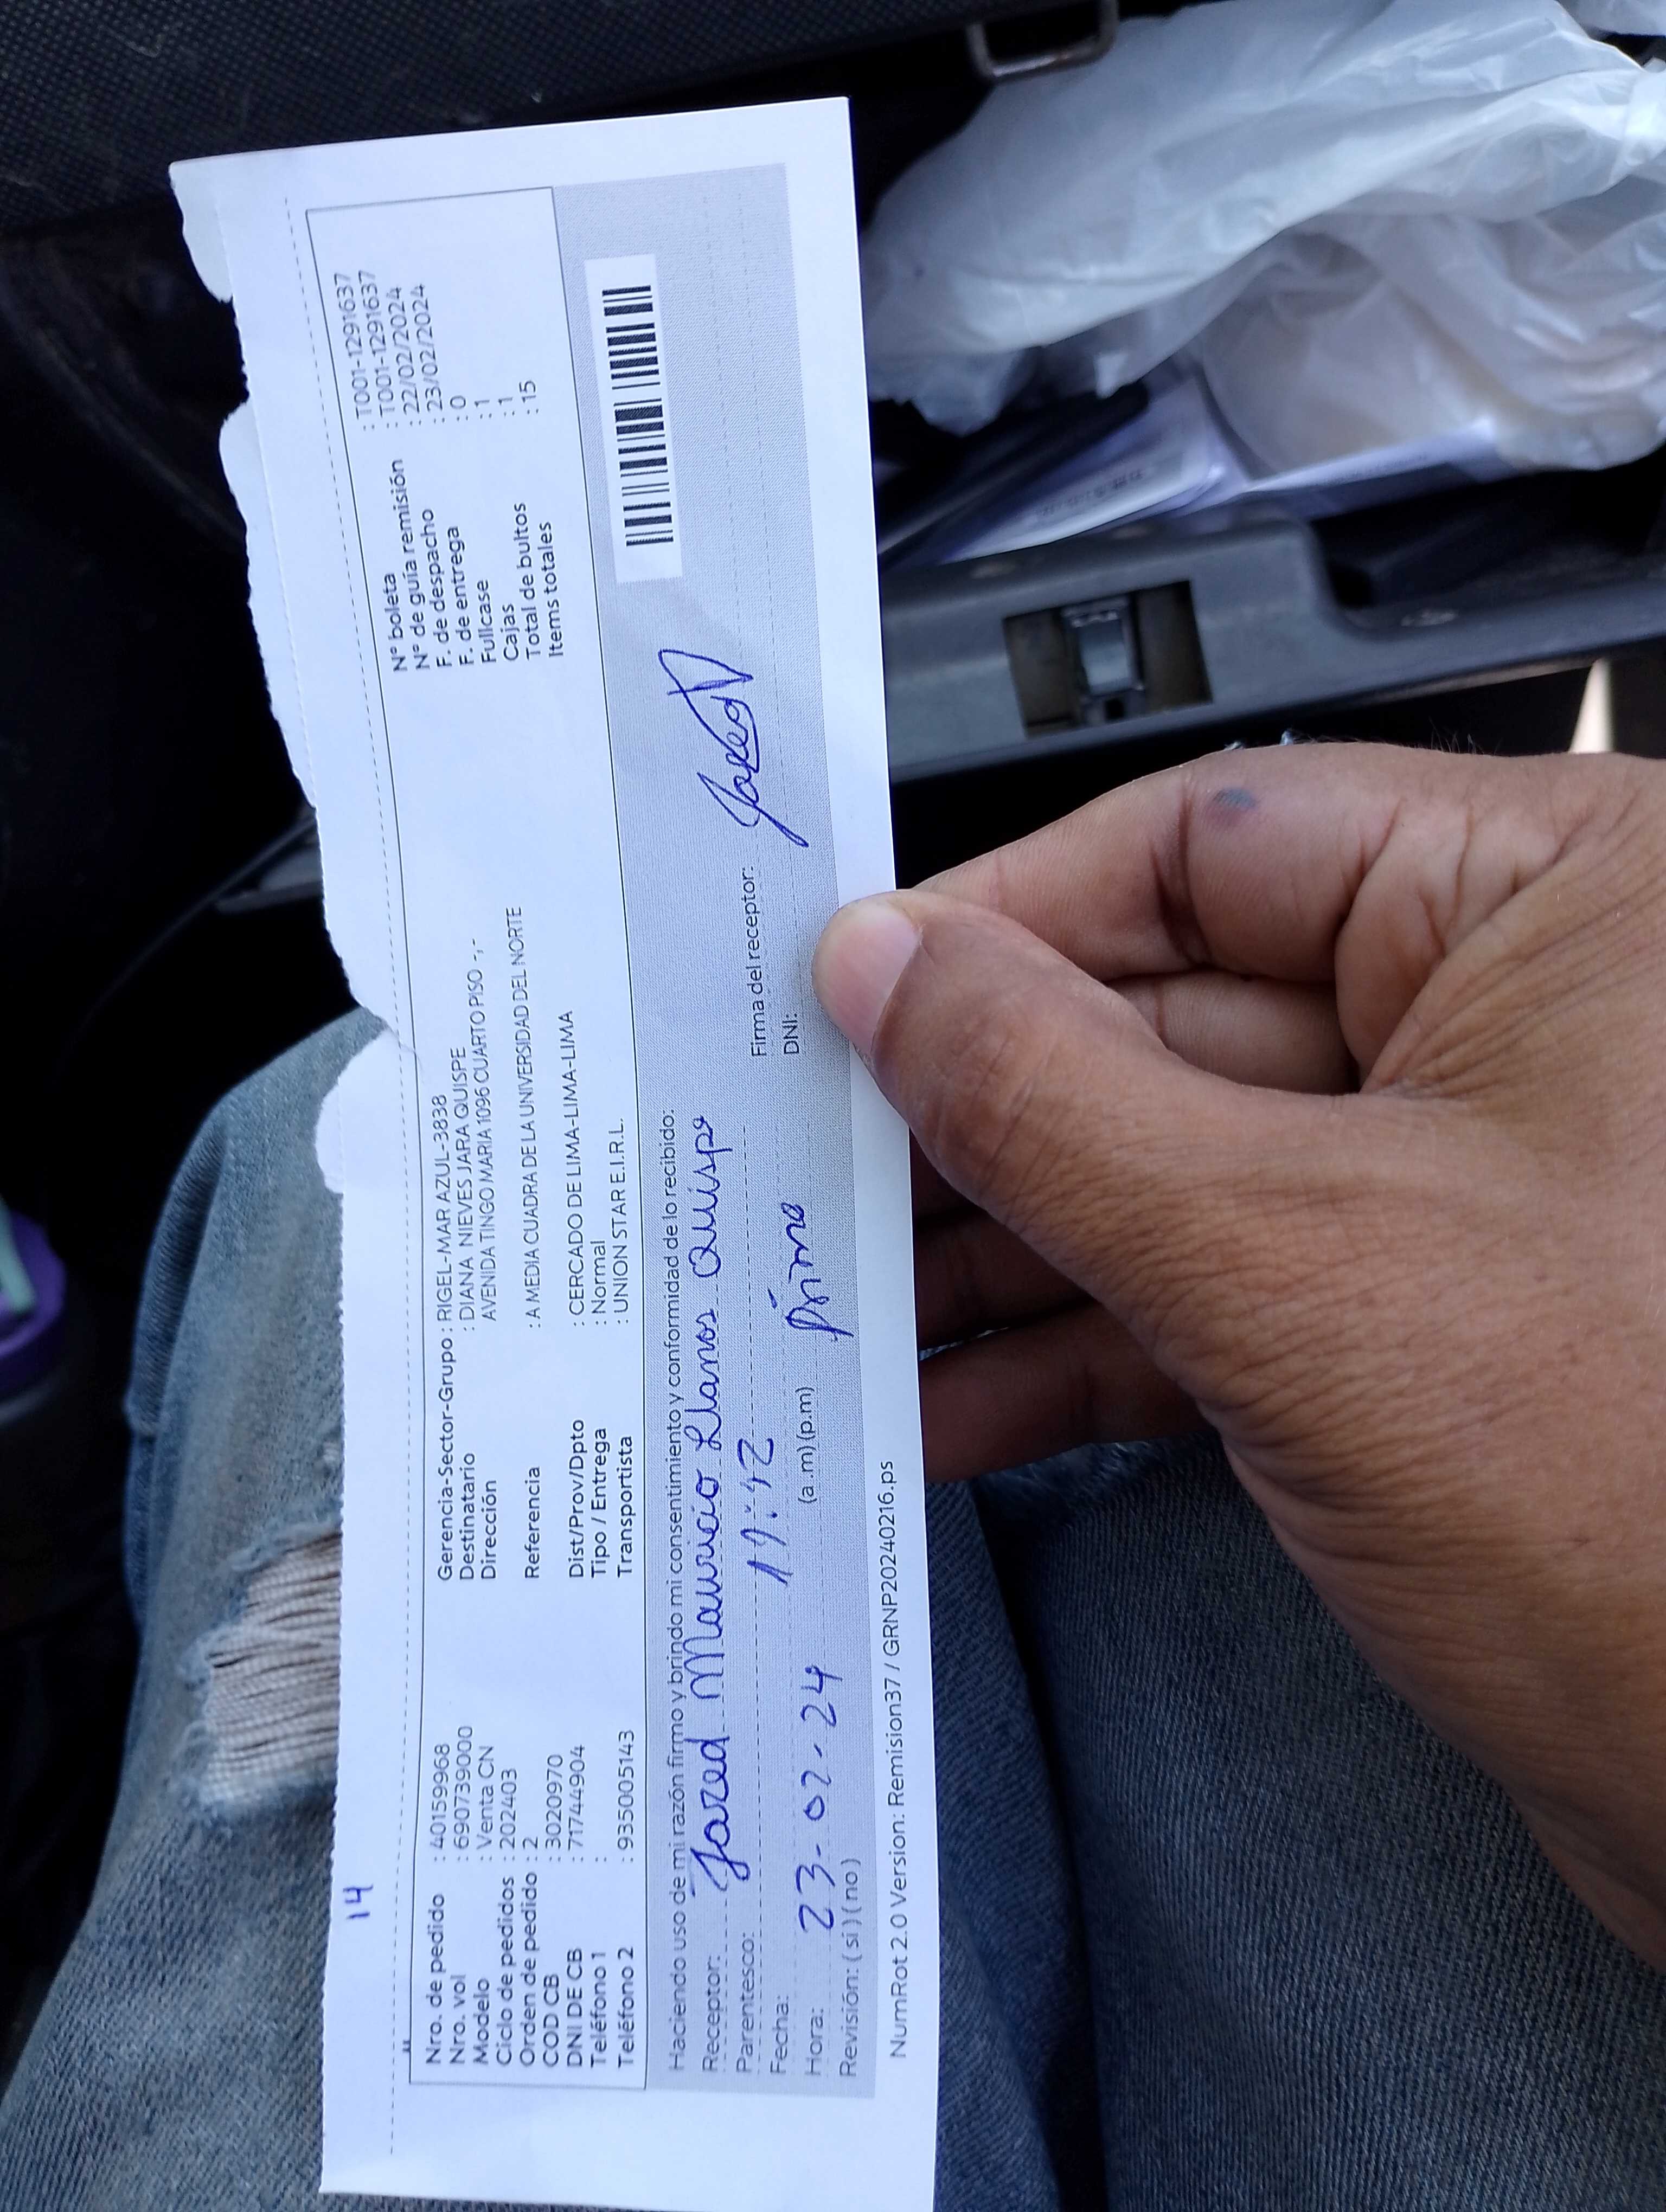 14
Nro. de pedido : 40159968
Nro. vol : 690739000
Modelo : Venta CN
Ciclo de pedidos : 202403
Orden de pedido : 2
COD CB : 3020970
DNI DE CB : 71744904
Teléfono 1 :
Teléfono 2 : 935005143
Gerencia-Sector-Grupo : RIGEL-MAR AZUL-3838
Destinatario : DIANA NIEVES JARA QUISPE
Dirección AVENIDA TINGO MARIA 1096 CUARTO PISO -,-
Referencia : A MEDIA CUADRA DE LA UNIVERSIDAD DEL NORTE
Dist/Prov/Dpto : CERCADO DE LIMA-LIMA-LIMA
Tipo / Entrega : Normal
Transportista : UNION STAR E.I.R.L.
N° boleta : T001-1291637
N° de guía remisión : T001-1291637
F. de despacho : 22/02/2024
F. de entrega : 23/02/2024
Fullcase : 0
Cajas : 1
Total de bultos : 1
Items totales : 15
Haciendo uso de mi razón firmo y brindo mi consentimiento y conformidad de lo recibido:
Receptor: Jared Mauricio Llanos Quispe
Parentesco:
Fecha: 23-02-24
Hora: (a.m) (p.m) Primo
Revisión: ( si ) ( no )
Firma del receptor:
DNI:
NumRot 2.0 Version: Remision37 / GRNP20240216.ps